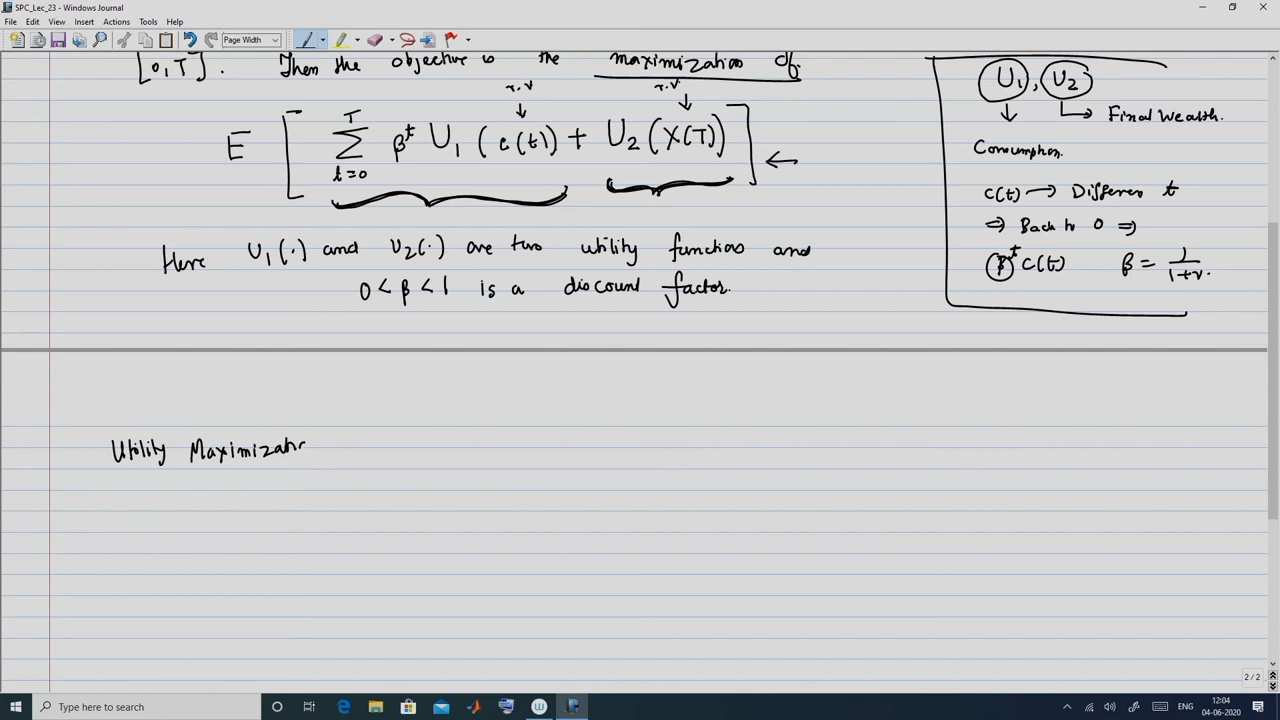 SPC_Lec_23 - Windows Journal
File Edit View Insert Actions Tools Help
Page Width
[0,T]. Then the objective is the maximization of:
r.v r.v
E [ ∑_{t=0}^{T} β^t U_1 (c(t)) + U_2 (X(T)) ] ←
Here U_1(·) and U_2(·) are two utility function and
0 < β < 1 is a discount factor.
U_1, U_2
→ Final Wealth.
Consumption.
c(t) → Different t
⇒ Back to 0 ⇒
β^t c(t) β = 1/(1+r).
Utility Maximizatio
2 / 2
Type here to search
ENG
12:04
04-06-2020